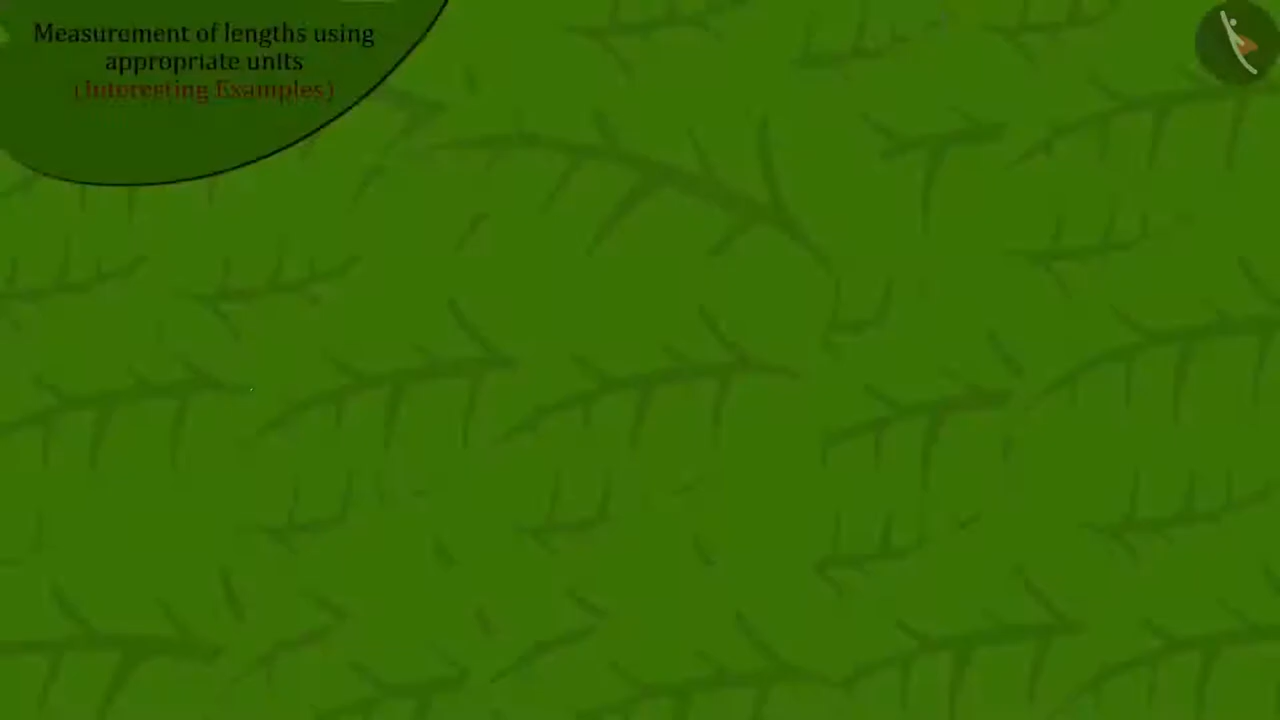 Measurement of lengths using
appropriate units
(Interesting Examples)